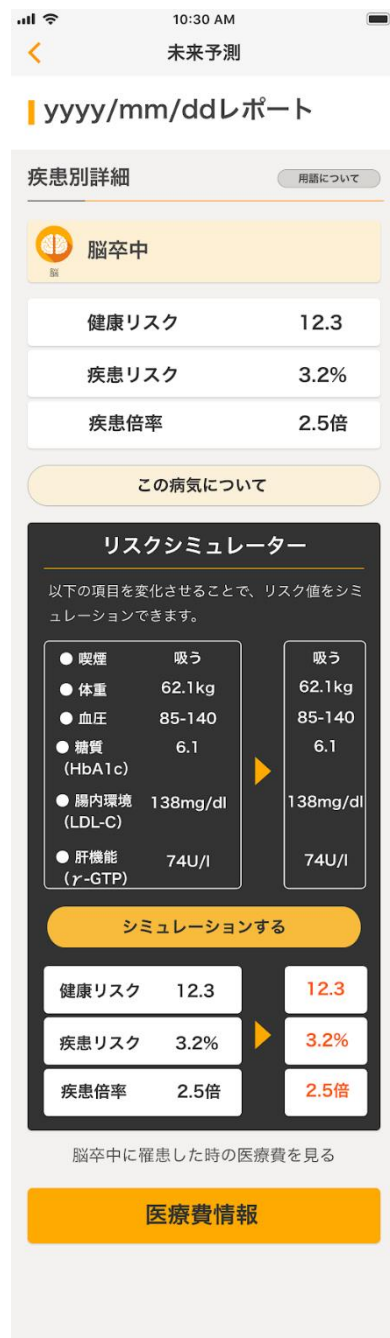 10:30 AM
未来予測
yyyy/mm/ddレポート
疾患別詳細
用語について
脳
脳卒中
健康リスク 12.3
疾患リスク 3.2%
疾患倍率 2.5倍
この病気について
リスクシミュレーター
以下の項目を変化させることで、リスク値をシミ
ュレーションできます。
● 喫煙 吸う 吸う
● 体重 62.1kg 62.1kg
● 血圧 85-140 85-140
● 糖質 6.1 6.1
(HbA1c)
● 腸内環境 138mg/dl 138mg/dl
(LDL-C)
● 肝機能 74U/l 74U/l
(γ-GTP)
シミュレーションする
健康リスク 12.3 12.3
疾患リスク 3.2% 3.2%
疾患倍率 2.5倍 2.5倍
脳卒中に罹患した時の医療費を見る
医療費情報